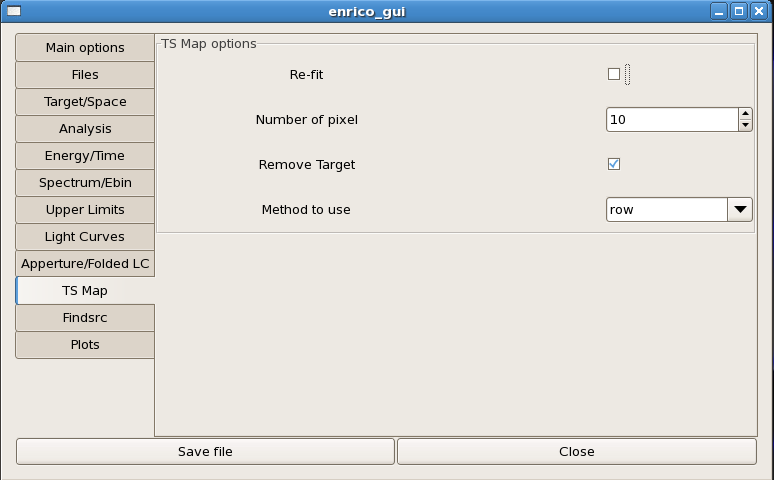 enrico_gui
Main options
Files
Target/Space
Analysis
Energy/Time
Spectrum/Ebin
Upper Limits
Light Curves
Apperture/Folded LC
TS Map
Findsrc
Plots
TS Map options
Re-fit
Number of pixel 10
Remove Target
Method to use row
Save file Close